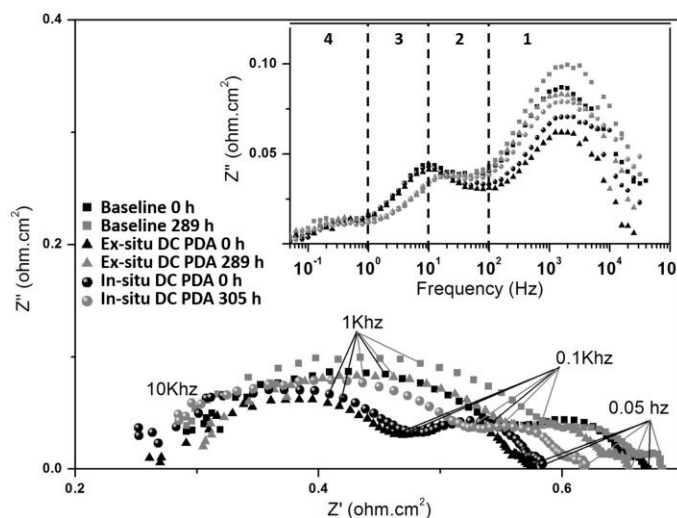 0.4
Z'' (ohm.cm²)
0.2
0.0
0.2
0.4
0.6
Z' (ohm.cm²)
4
3
2
1
0.10
Z'' (ohm.cm²)
0.05
10⁻¹
10⁰
10¹
10²
10³
10⁴
Frequency (Hz)
Baseline 0 h
Baseline 289 h
Ex-situ DC PDA 0 h
Ex-situ DC PDA 289 h
In-situ DC PDA 0 h
In-situ DC PDA 305 h
1Khz
0.1Khz
10Khz
0.05 hz